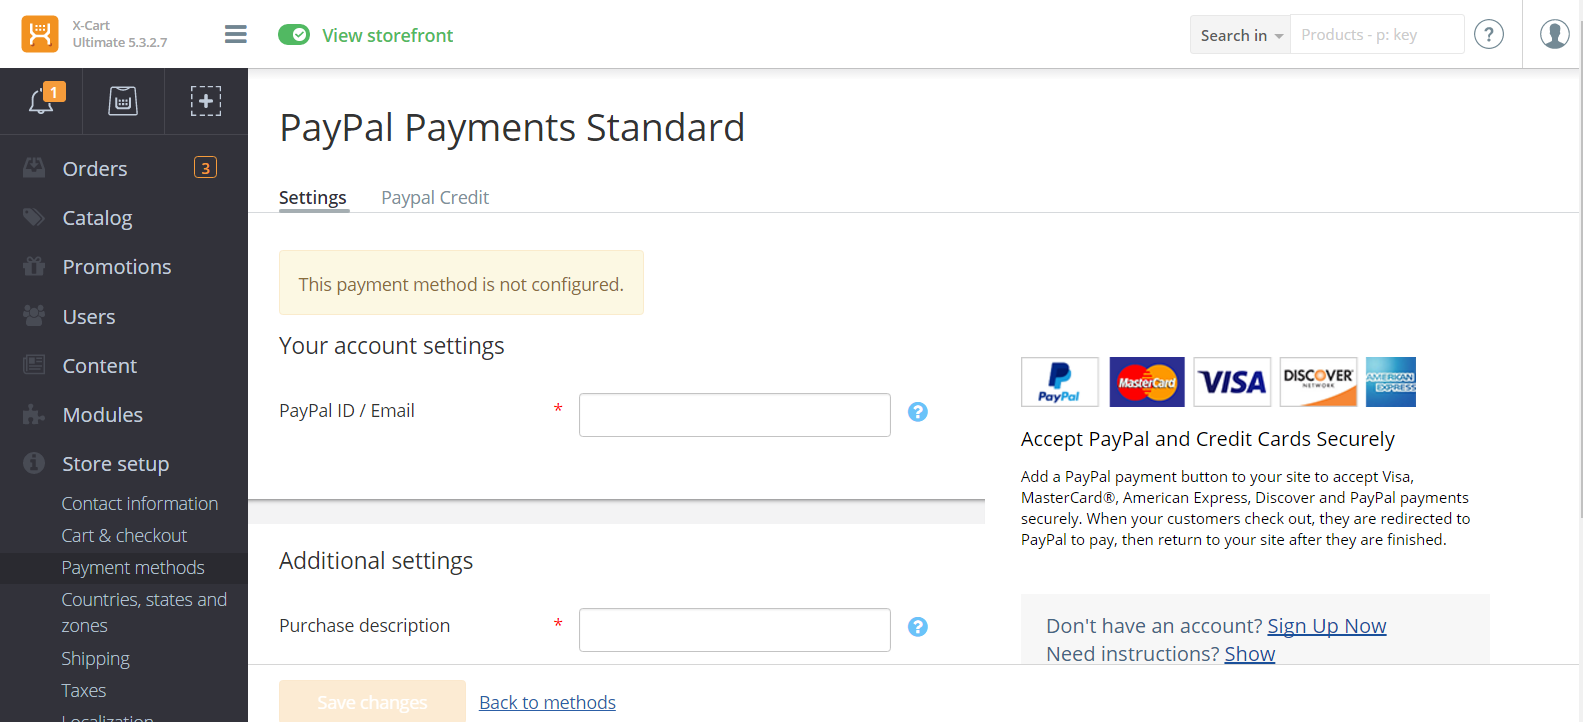 X-Cart
Ultimate 5.3.2.7
View storefront
Search in
Products - p: key
?
1
Orders
3
Catalog
Promotions
Users
Content
Modules
Store setup
Contact information
Cart & checkout
Payment methods
Countries, states and
zones
Shipping
Taxes
Localization
PayPal Payments Standard
Settings
Paypal Credit
This payment method is not configured.
Your account settings
PayPal ID / Email
*
?
Additional settings
Purchase description
*
?
Save changes
Back to methods
PayPal
MasterCard
VISA
DISCOVER
NETWORK
AMERICAN
EXPRESS
Accept PayPal and Credit Cards Securely
Add a PayPal payment button to your site to accept Visa,
MasterCard®, American Express, Discover and PayPal payments
securely. When your customers check out, they are redirected to
PayPal to pay, then return to your site after they are finished.
Don't have an account? Sign Up Now
Need instructions? Show